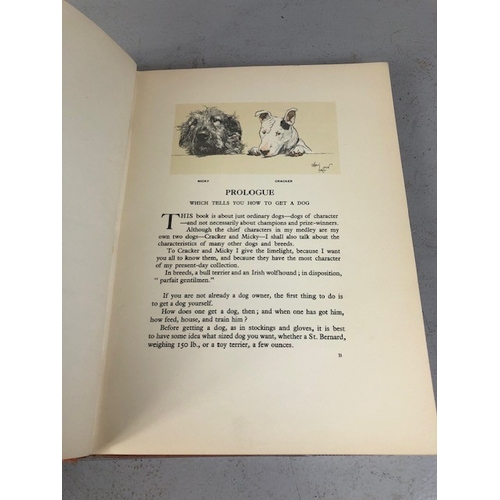 MICKY CRACKER
PROLOGUE
WHICH TELLS YOU HOW TO GET A DOG
THIS book is about just ordinary dogs—dogs of character
—and not necessarily about champions and prize-winners.
Although the chief characters in my medley are my
own two dogs—Cracker and Micky—I shall also talk about the
characteristics of many other dogs and breeds.
To Cracker and Micky I give the limelight, because I want
you all to know them, and because they have the most character
of my present-day collection.
In breeds, a bull terrier and an Irish wolfhound; in disposition,
" parfait gentilmen."
If you are not already a dog owner, the first thing to do is
to get a dog yourself.
How does one get a dog, then; and when one has got him,
how feed, house, and train him ?
Before getting a dog, as in stockings and gloves, it is best
to have some idea what sized dog you want, whether a St. Bernard,
weighing 150 lb., or a toy terrier, a few ounces.